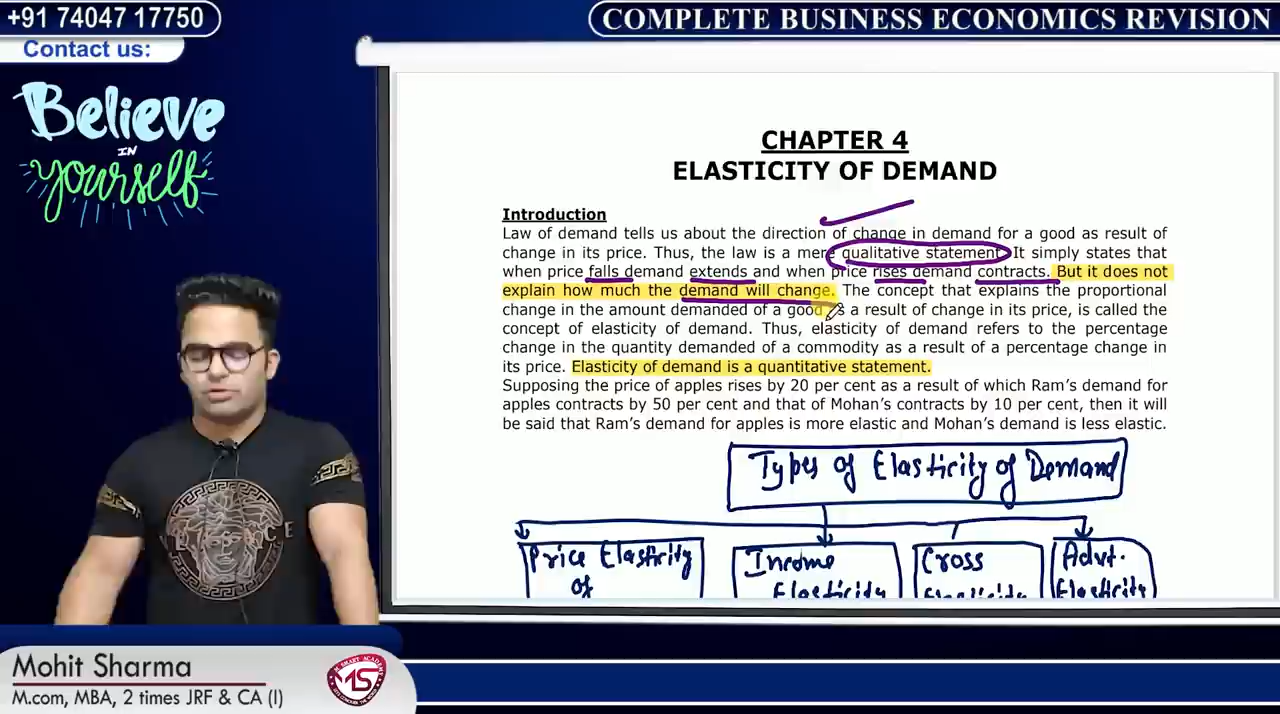 +91 74047 17750
Contact us:
COMPLETE BUSINESS ECONOMICS REVISION
Believe
IN
yourself
CHAPTER 4
ELASTICITY OF DEMAND
Introduction
Law of demand tells us about the direction of change in demand for a good as result of
change in its price. Thus, the law is a mere qualitative statement. It simply states that
when price falls demand extends and when price rises demand contracts. But it does not
explain how much the demand will change. The concept that explains the proportional
change in the amount demanded of a good as a result of change in its price, is called the
concept of elasticity of demand. Thus, elasticity of demand refers to the percentage
change in the quantity demanded of a commodity as a result of a percentage change in
its price. Elasticity of demand is a quantitative statement.
Supposing the price of apples rises by 20 per cent as a result of which Ram's demand for
apples contracts by 50 per cent and that of Mohan's contracts by 10 per cent, then it will
be said that Ram's demand for apples is more elastic and Mohan's demand is less elastic.
Types of Elasticity of Demand
Price Elasticity
of
Income
Elasticity
Cross
Elasticity
Advt.
Elasticity
Mohit Sharma
M.com, MBA, 2 times JRF & CA (I)
MS